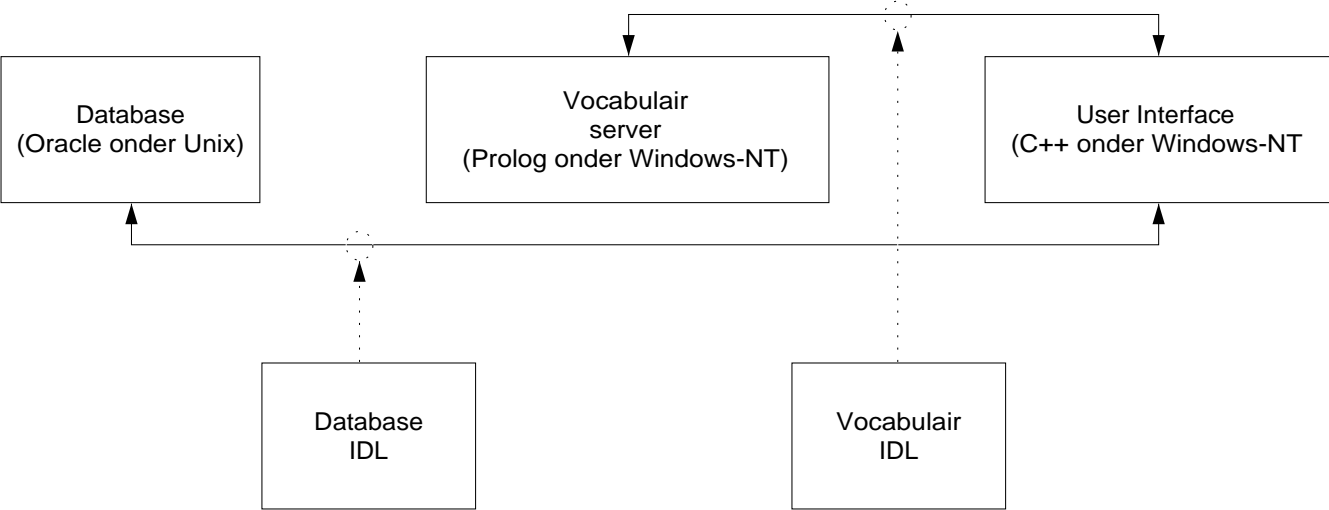 Database
(Oracle onder Unix)
Vocabulair
server
(Prolog onder Windows-NT)
User Interface
(C++ onder Windows-NT
Database
IDL
Vocabulair
IDL